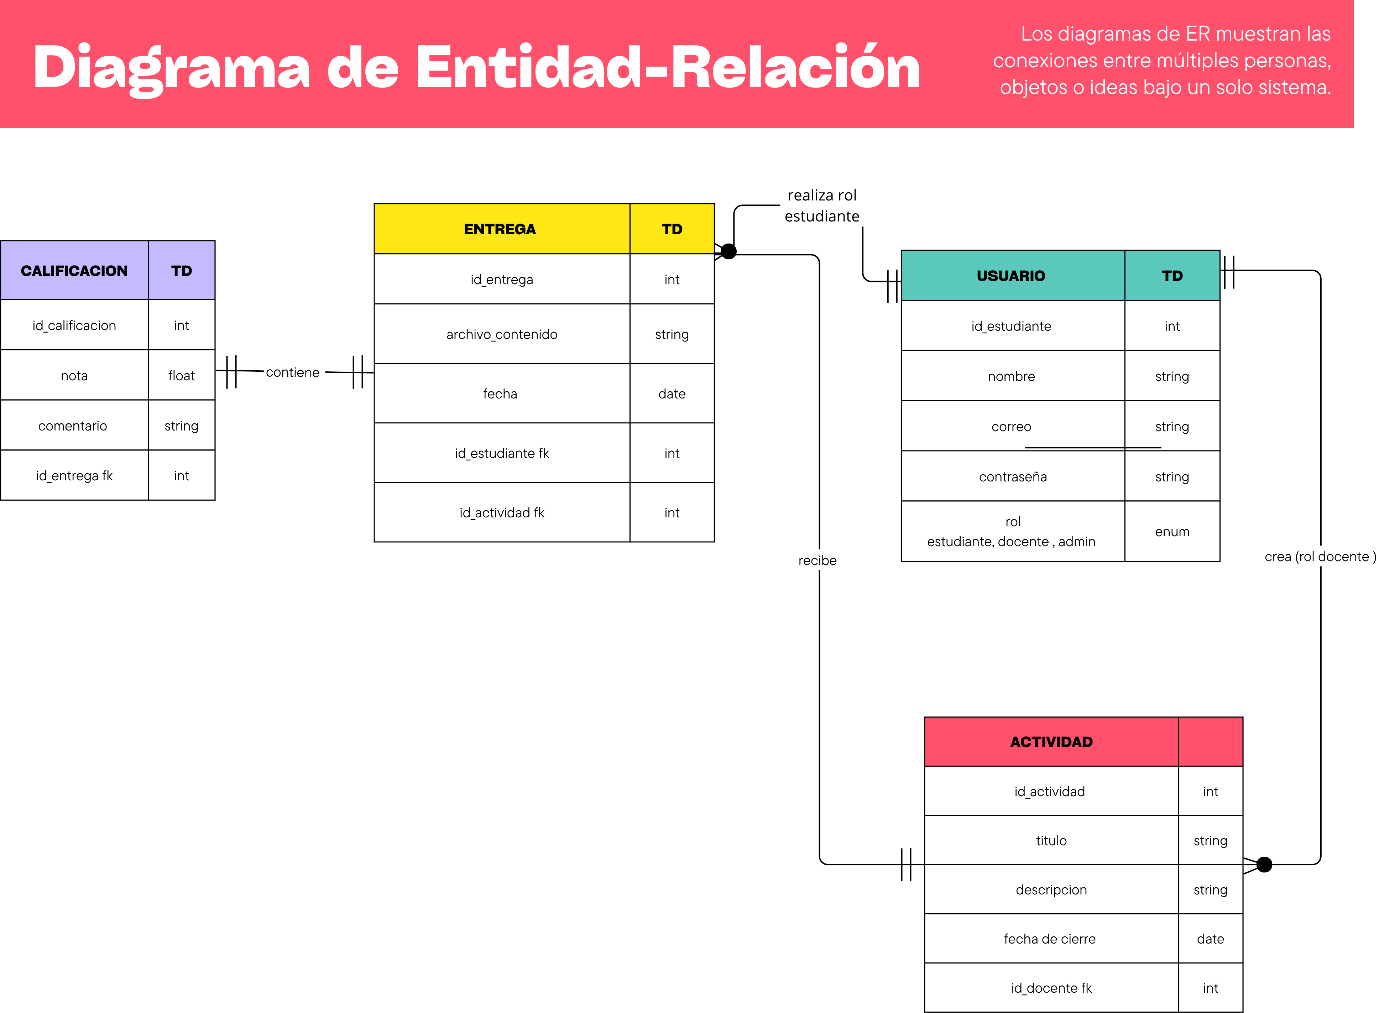 Diagrama de Entidad-Relación
Los diagramas de ER muestran las
conexiones entre múltiples personas,
objetos o ideas bajo un solo sistema.
CALIFICACION TD
id_calificacion int
nota float
comentario string
id_entrega fk int
contiene
ENTREGA TD
id_entrega int
archivo_contenido string
fecha date
id_estudiante fk int
id_actividad fk int
realiza rol
estudiante
recibe
USUARIO TD
id_estudiante int
nombre string
correo string
contraseña string
rol
estudiante, docente , admin enum
crea (rol docente )
ACTIVIDAD
id_actividad int
titulo string
descripcion string
fecha de cierre date
id_docente fk int